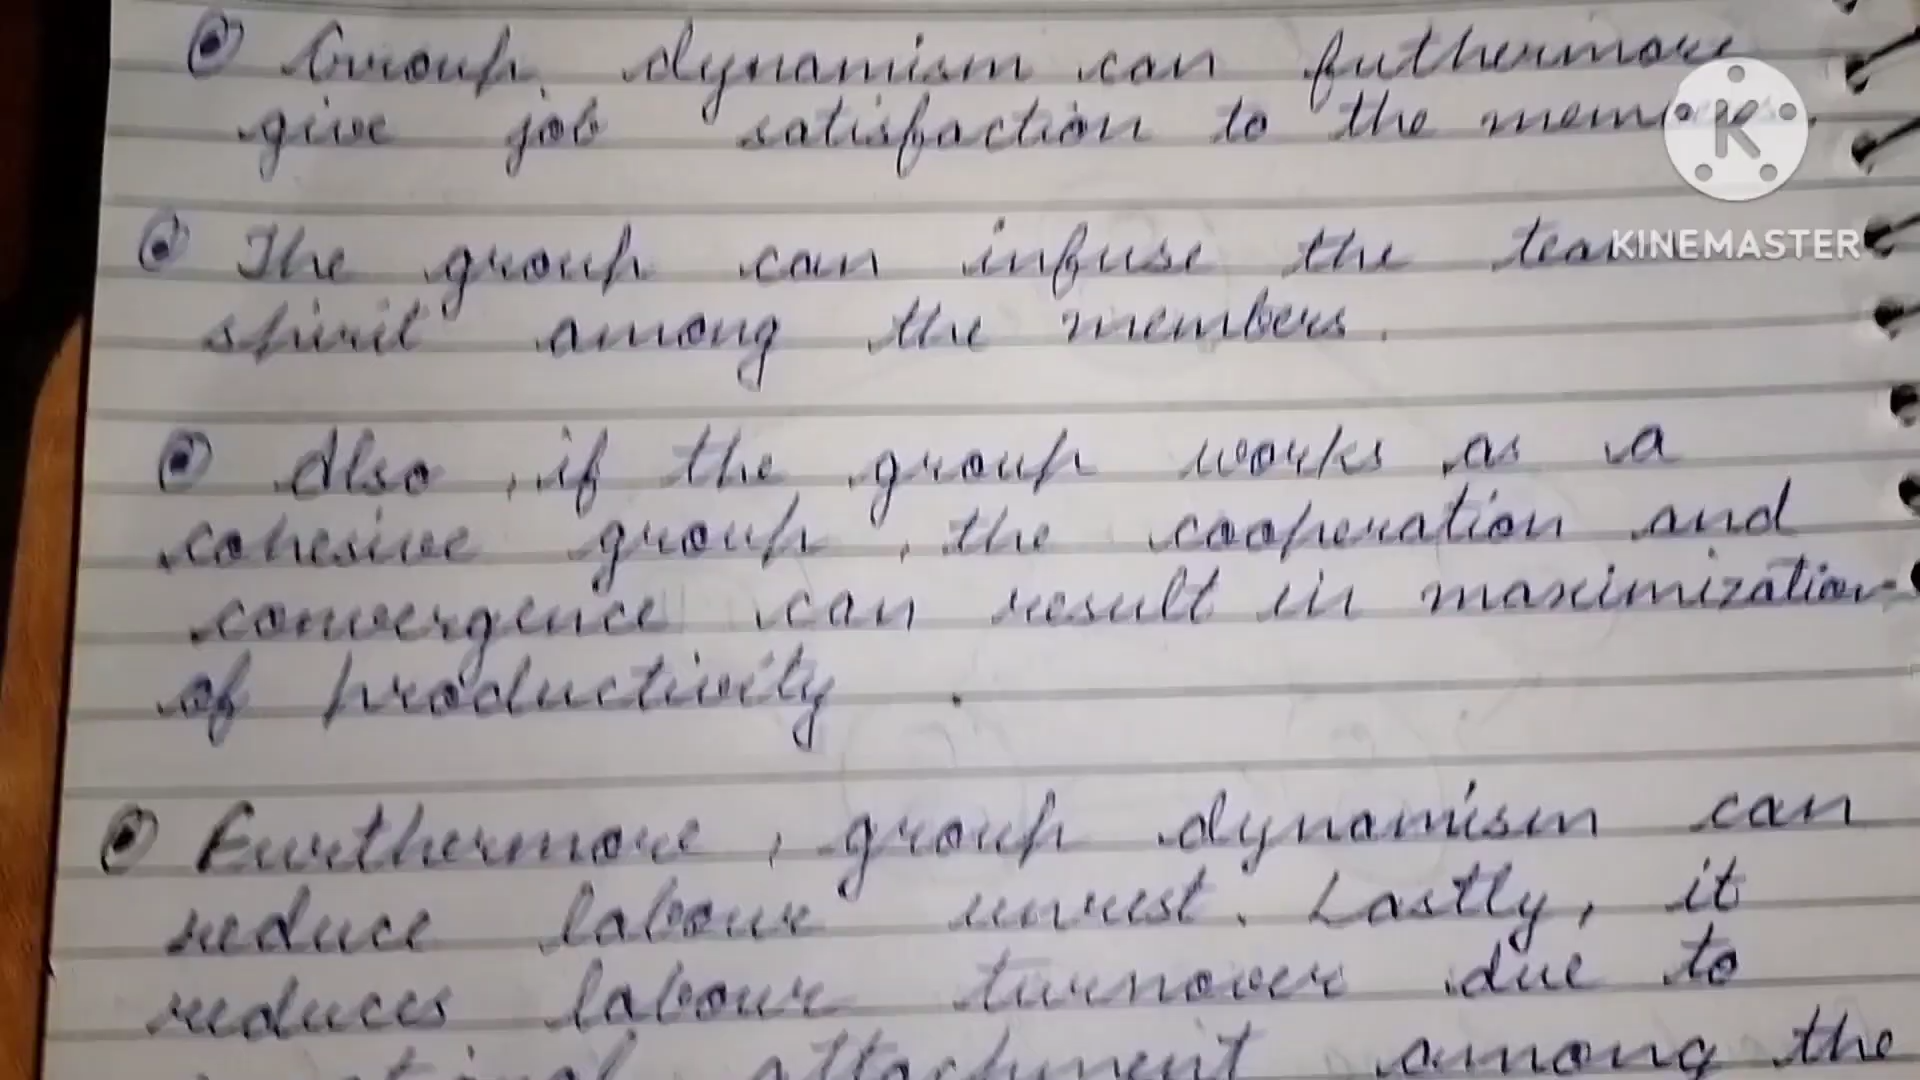 Group dynamism can futhermore
give job satisfaction to the members.
The group can infuse the team
spirit among the members.
Also, if the group works as a
cohesive group, the cooperation and
convergence can result in maximization
of productivity.
Furthermore, group dynamism can
reduce labour unrest. Lastly, it
reduces labour turnover due to
attachment among the
K
KINEMASTER